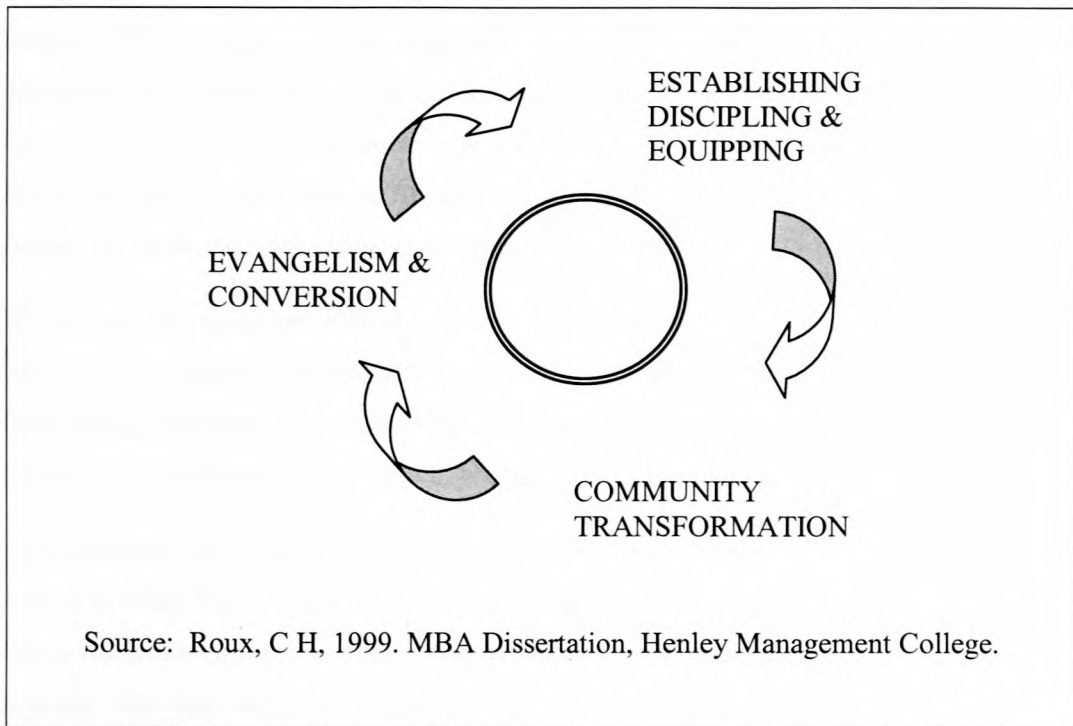 ESTABLISHING
DISCIPLING &
EQUIPPING
EVANGELISM &
CONVERSION
COMMUNITY
TRANSFORMATION
Source: Roux, C H, 1999. MBA Dissertation, Henley Management College.